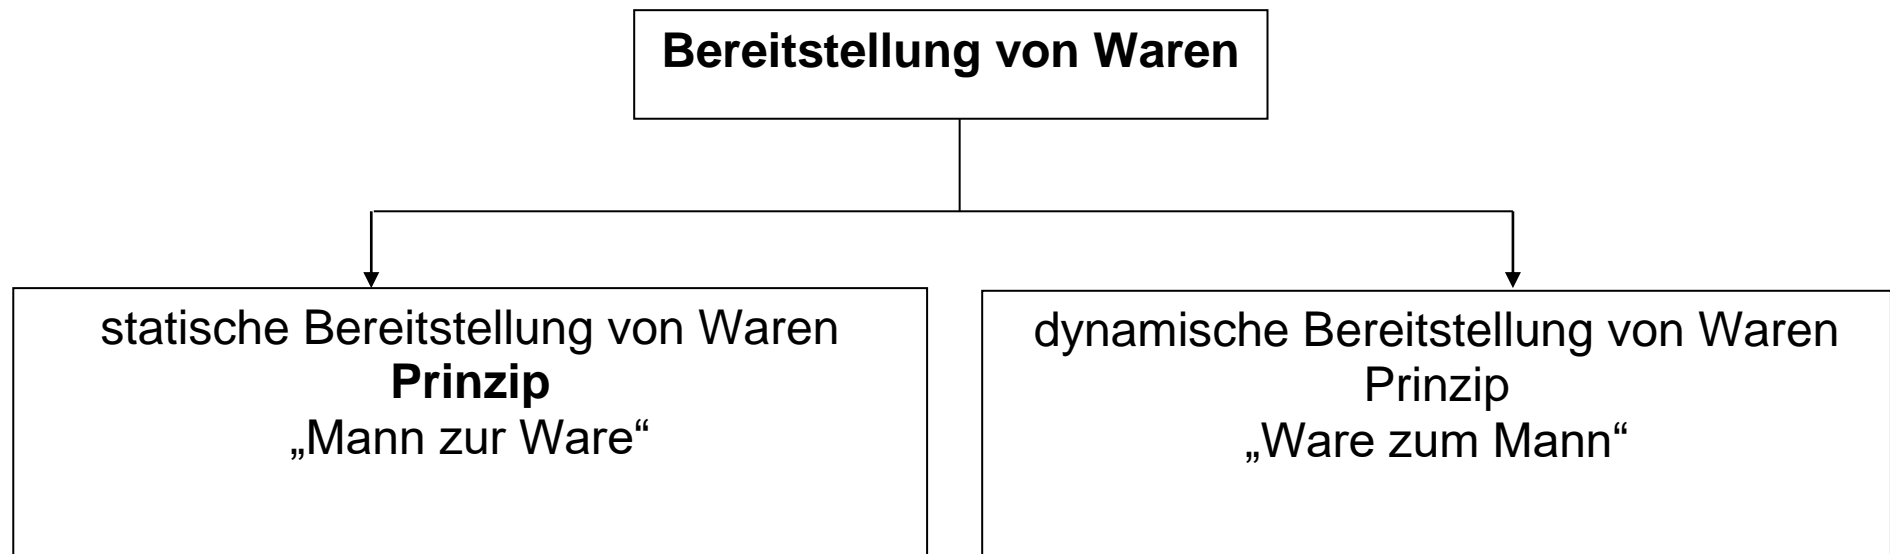 Bereitstellung von Waren
statische Bereitstellung von Waren
Prinzip
„Mann zur Ware“
dynamische Bereitstellung von Waren
Prinzip
„Ware zum Mann“